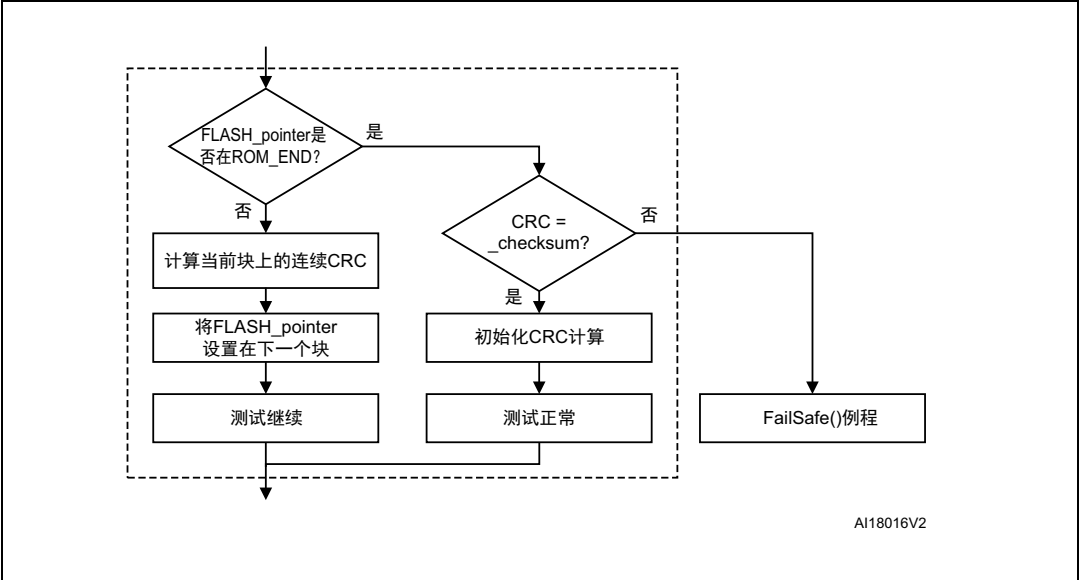 FLASH_pointer是
否在ROM_END?
是
否
计算当前块上的连续CRC
将FLASH_pointer
设置在下一个块
测试继续
CRC =
_checksum?
否
是
初始化CRC计算
测试正常
FailSafe()例程
AI18016V2